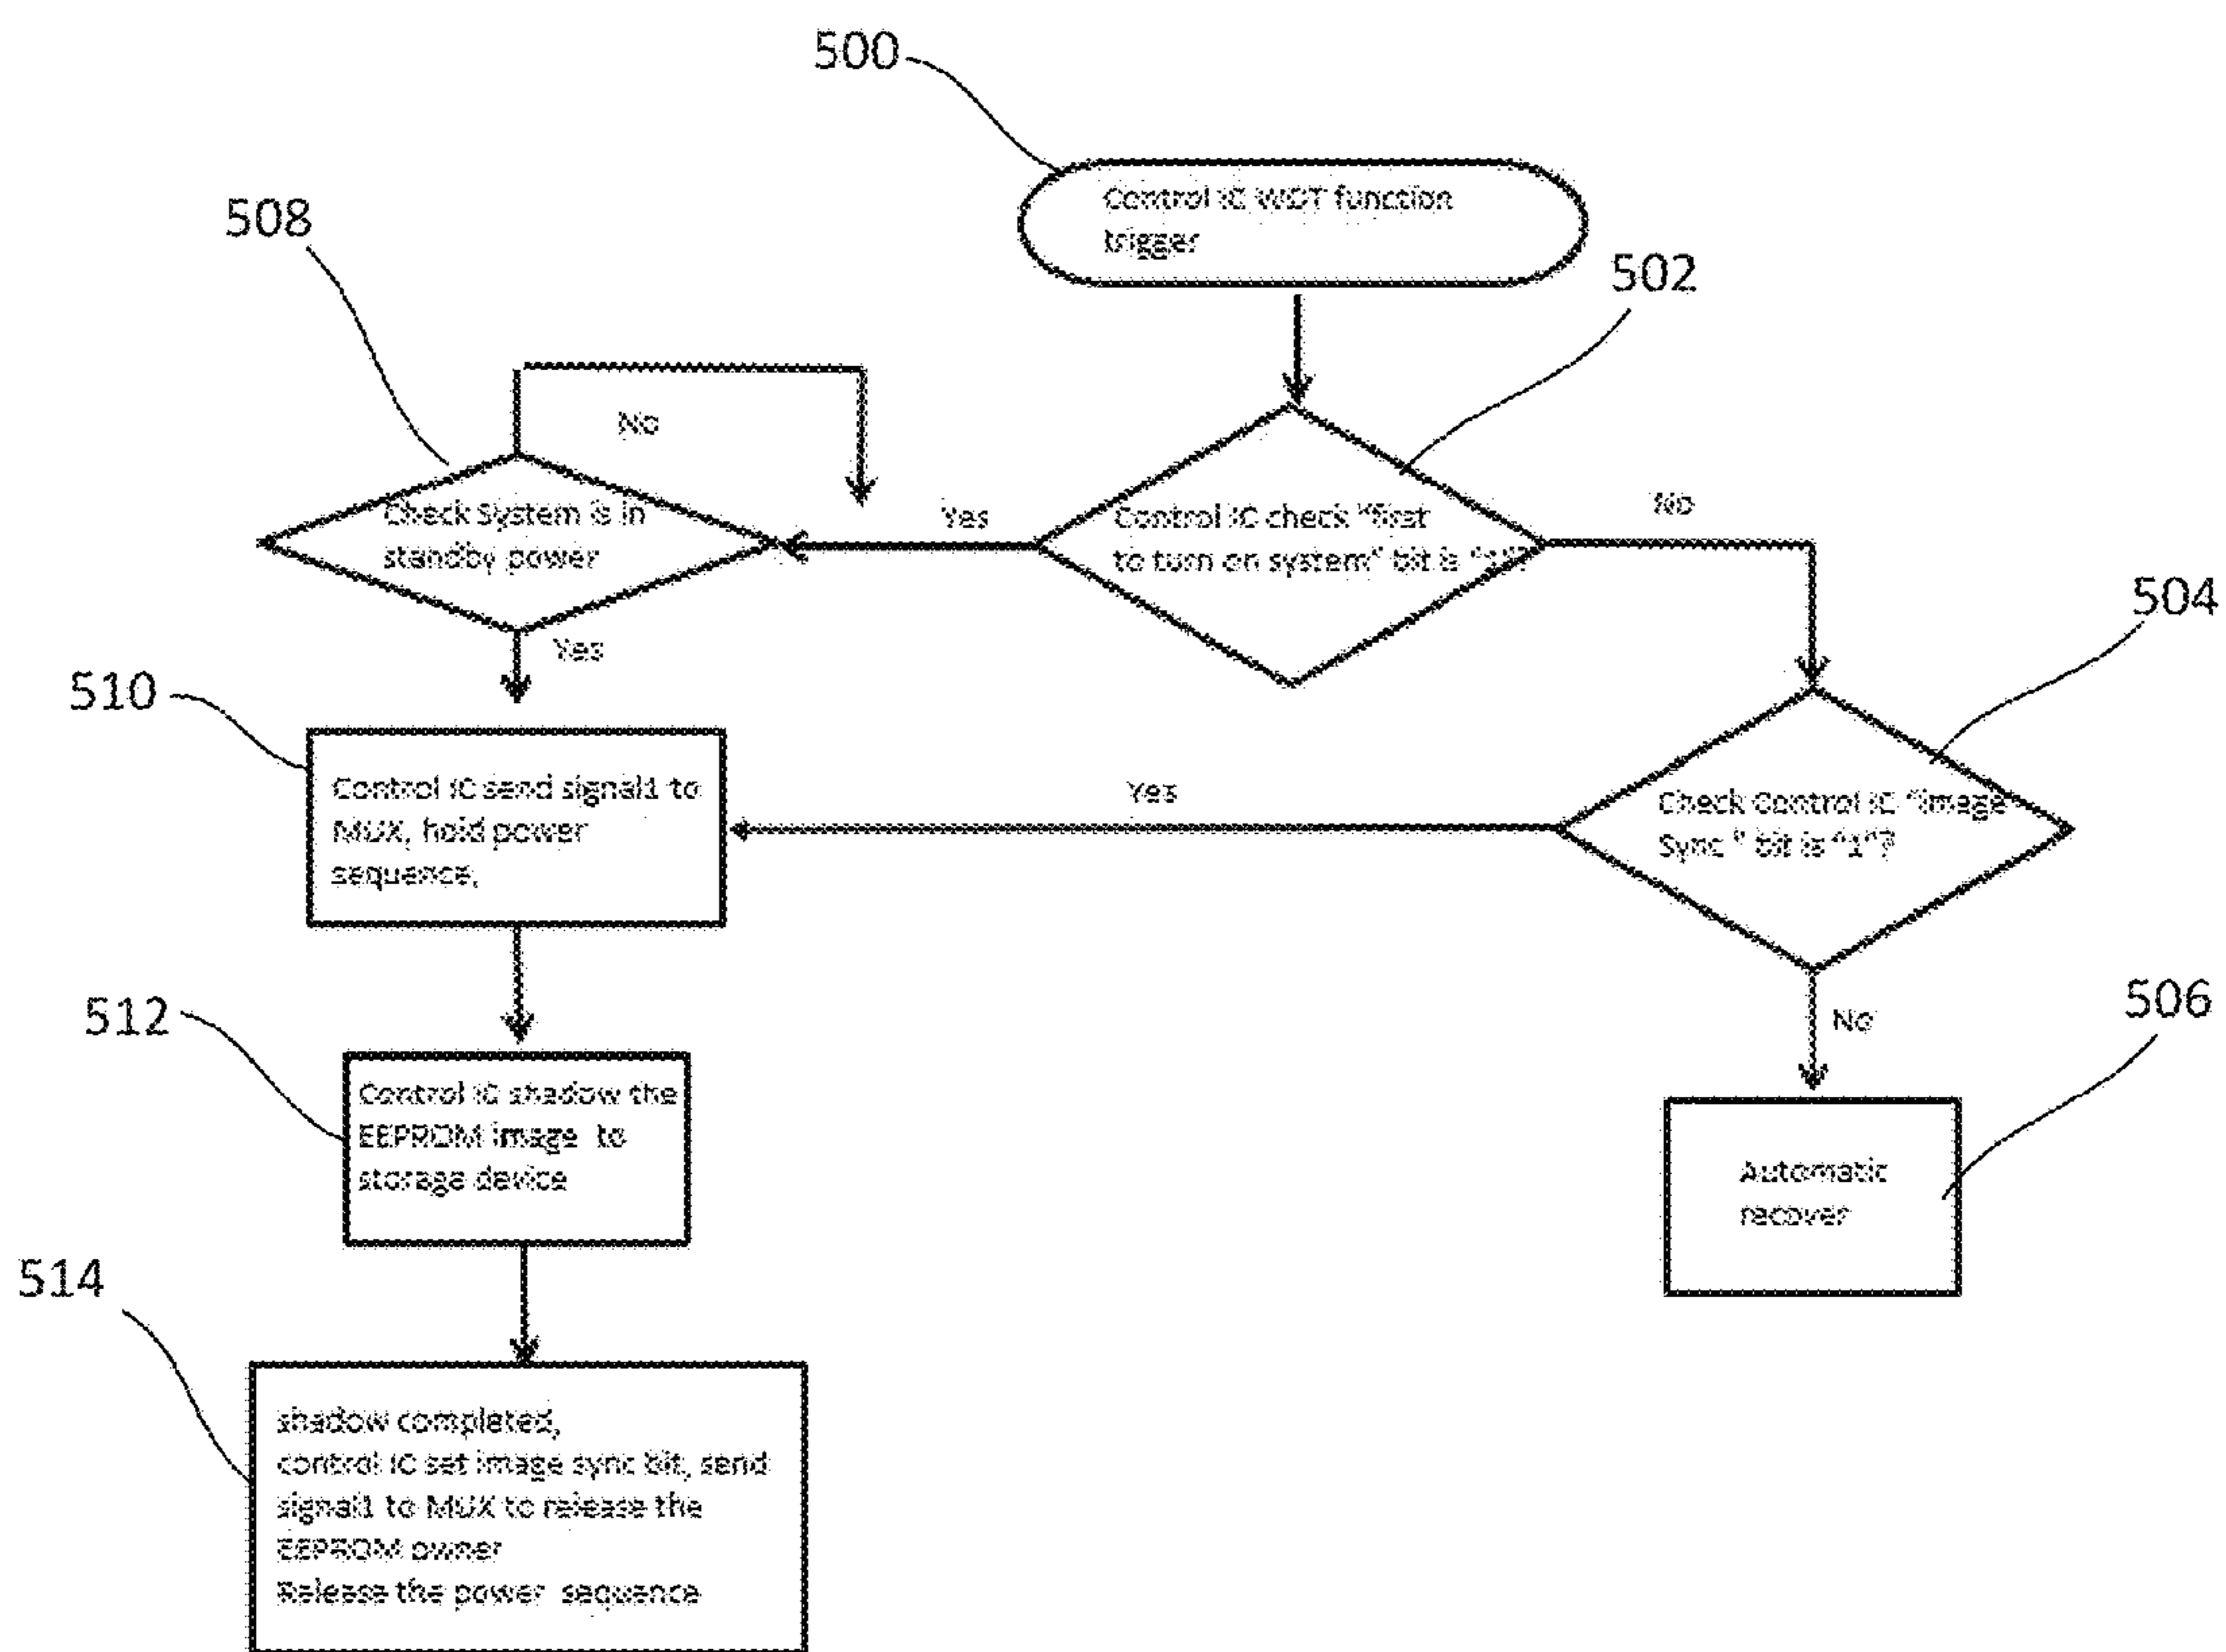 500
Control IC WDT function
trigger
508
502
No
Check System is in
standby power
Yes
Control IC check "first
to turn on system" bit is "1"?
No
504
Yes
510
Control IC send signal1 to
MUX, hold power
sequence,
Yes
Check Control IC "image
Sync " bit is "1"?
512
Control IC shadow the
EEPROM image to
storage device
No
506
Automatic
recover
514
shadow completed,
control IC set image sync bit, send
signal1 to MUX to release the
EEPROM owner
Release the power sequence